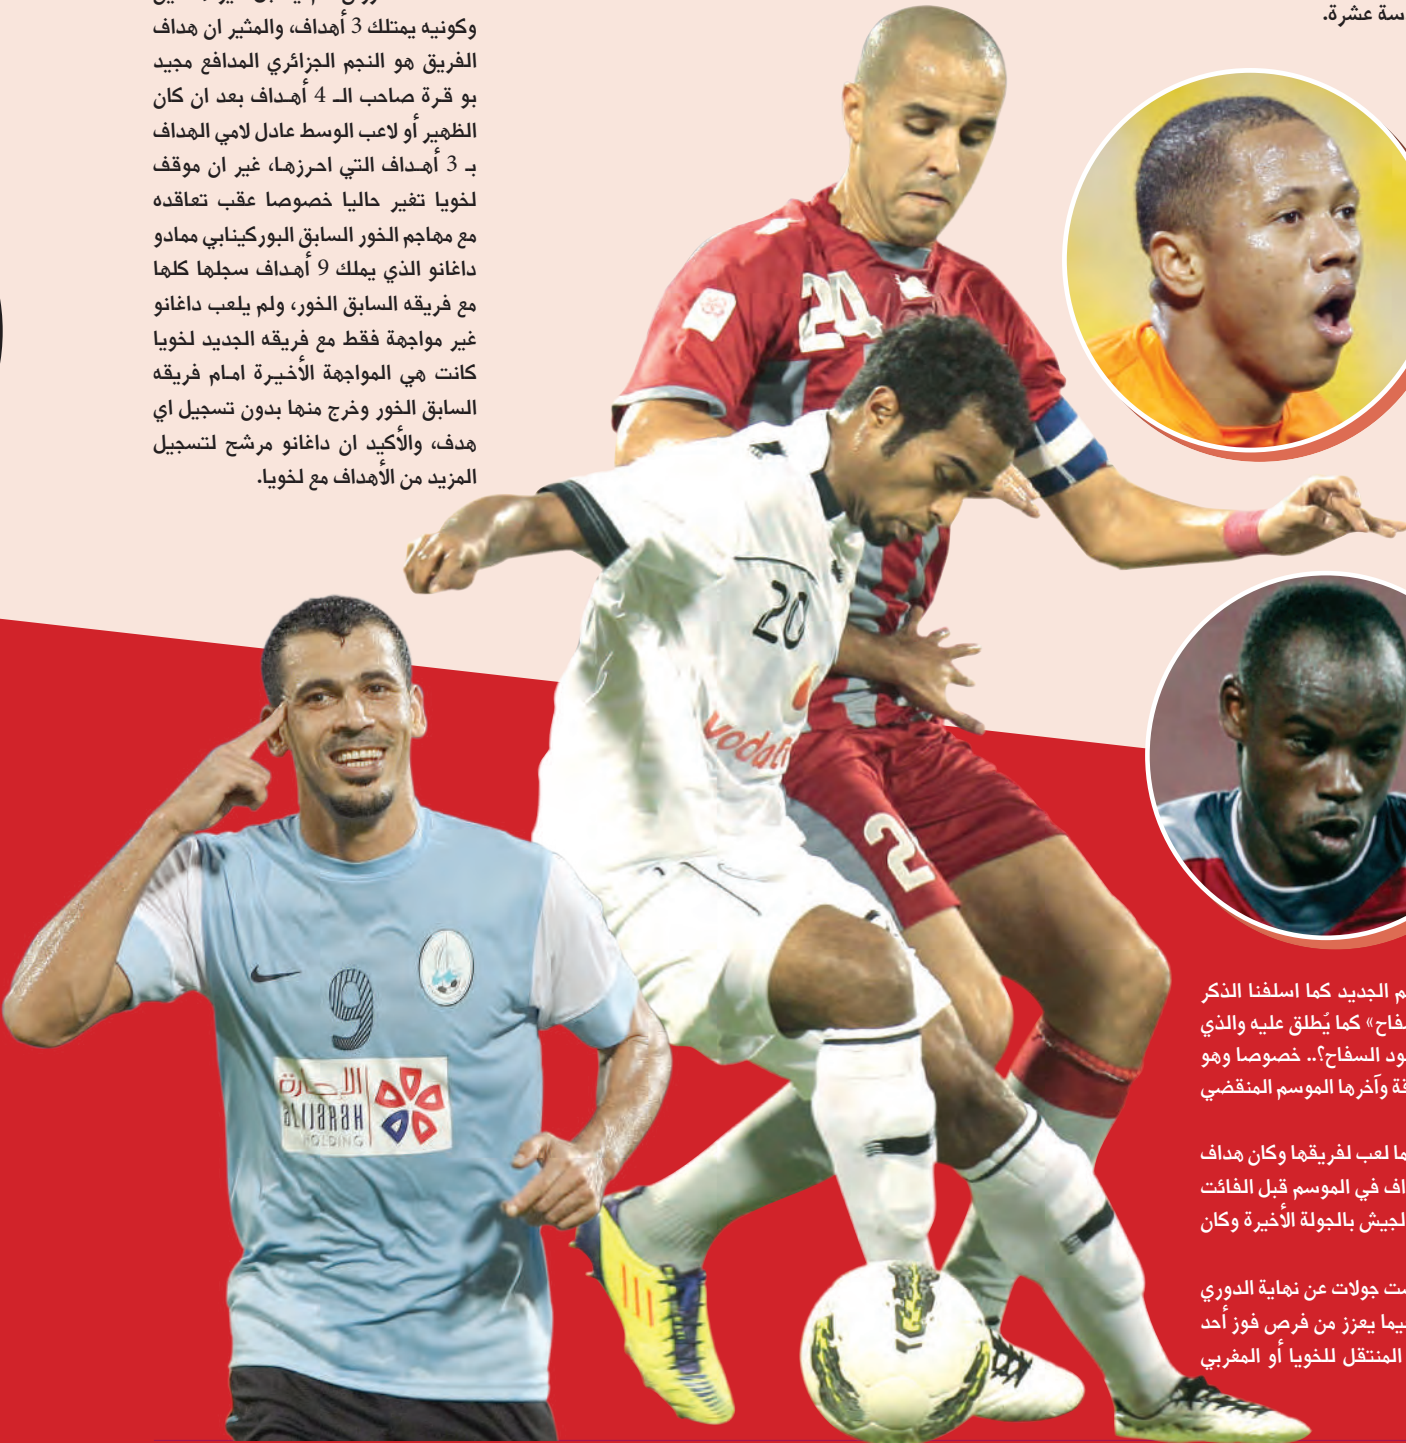 سة عشرة.
وكونيه يمتلك 3 أهداف، والمثير ان هداف
الفريق هو النجم الجزائري المدافع مجيد
بو قرة صاحب الـ 4 أهداف بعد ان كان
الظهير أو لاعب الوسط عادل لامي الهداف
بـ 3 أهداف التي احرزها، غير ان موقف
لخويا تغير حاليا خصوصا عقب تعاقده
مع مهاجم الخور السابق البوركينابي ممادو
داغانو الذي يملك 9 أهداف سجلها كلها
مع فريقه السابق الخور، ولم يلعب داغانو
غير مواجهة فقط مع فريقه الجديد لخويا
كانت هي المواجهة الأخيرة امام فريقه
السابق الخور وخرج منها بدون تسجيل اي
هدف، والأكيد ان داغانو مرشح لتسجيل
المزيد من الأهداف مع لخويا.
20
20
vodaf
2
9
الإجارة
ALIJARAH
HOLDING
م الجديد كما اسلفنا الذكر
فاح» كما يُطلق عليه والذي
ود السفاح؟.. خصوصا وهو
قة وآخرها الموسم المنقضي
ها لعب لفريقها وكان هداف
اف في الموسم قبل الفائت
لجيش بالجولة الأخيرة وكان
ست جولات عن نهاية الدوري
يما يعزز من فرص فوز أحد
المنتقل للخويا أو المغربي